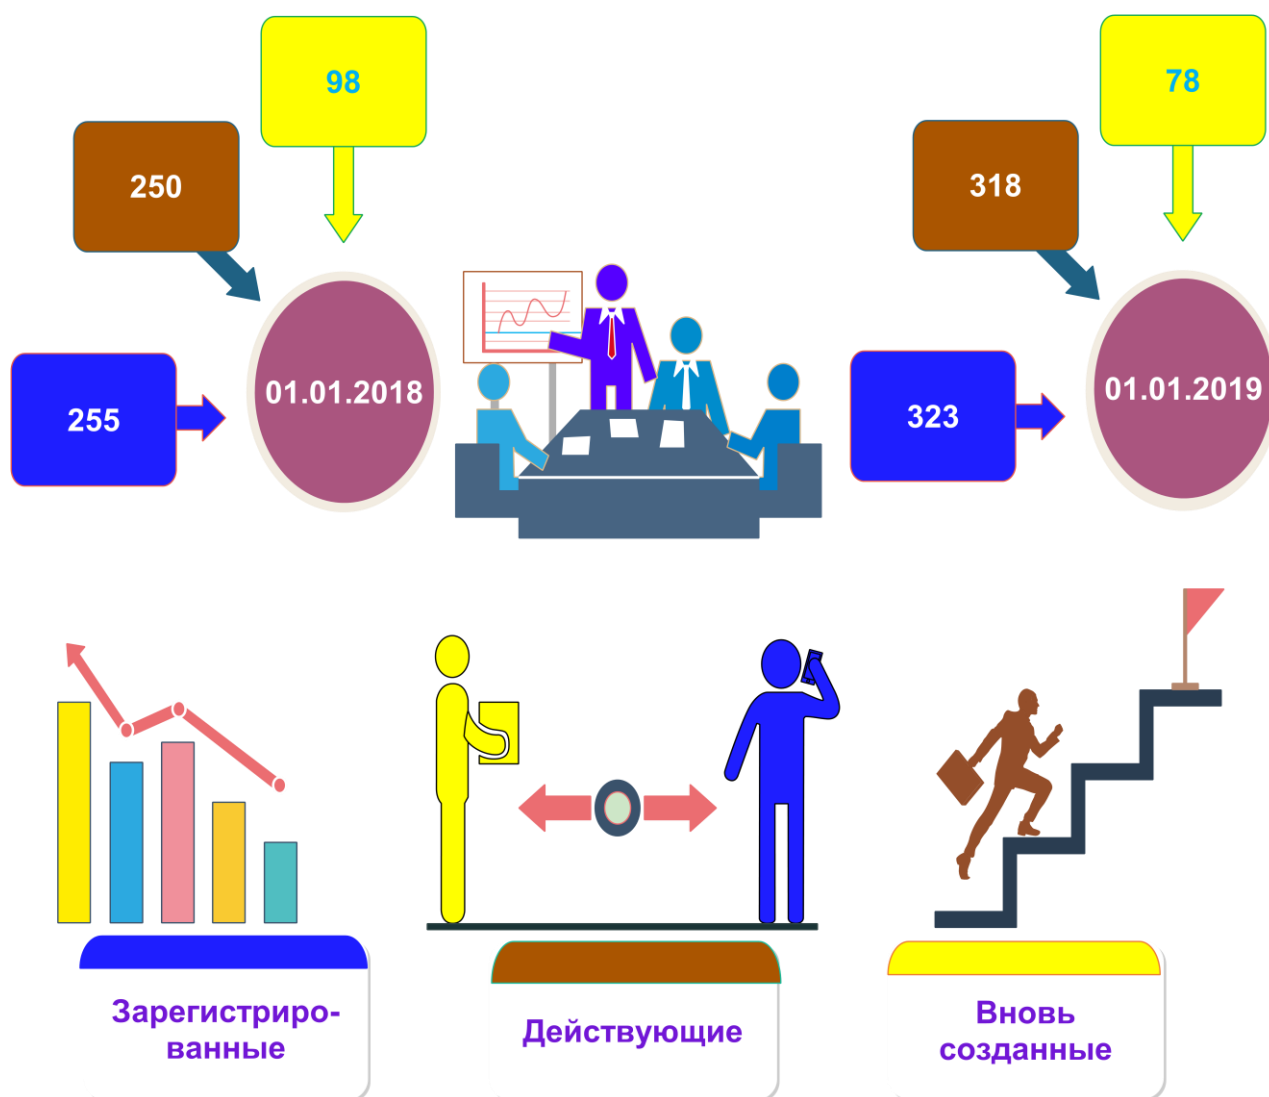 98
78
250
318
01.01.2018
01.01.2019
255
323
Зарегистриро-
ванные
Действующие
Вновь
созданные